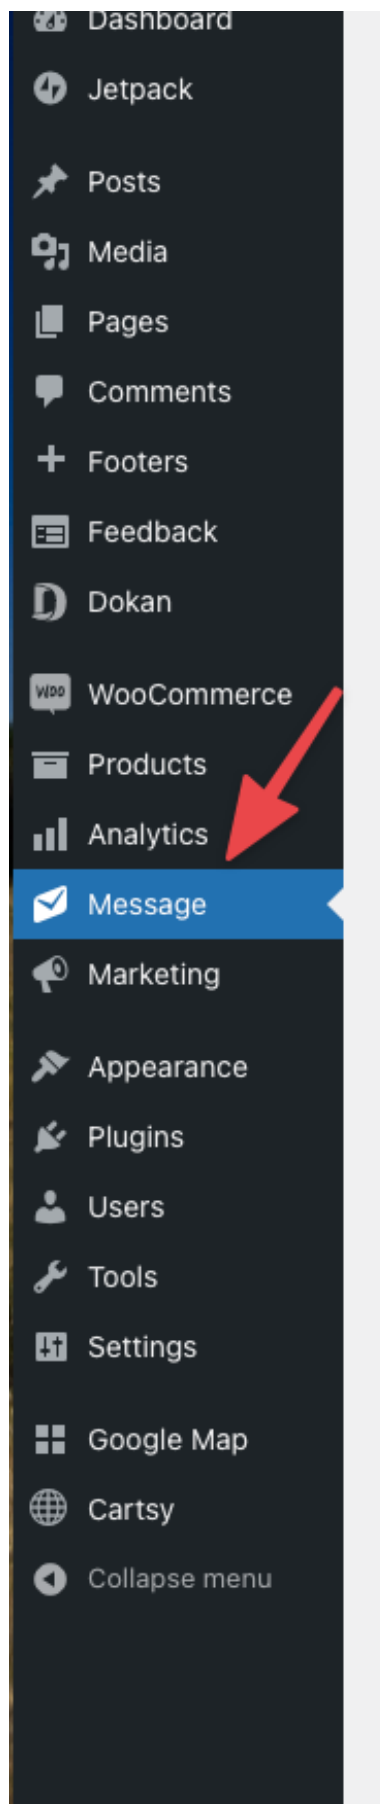 Dashboard
Jetpack
Posts
Media
Pages
Comments
Footers
Feedback
Dokan
WOO WooCommerce
Products
Analytics
Message
Marketing
Appearance
Plugins
Users
Tools
Settings
Google Map
Cartsy
Collapse menu